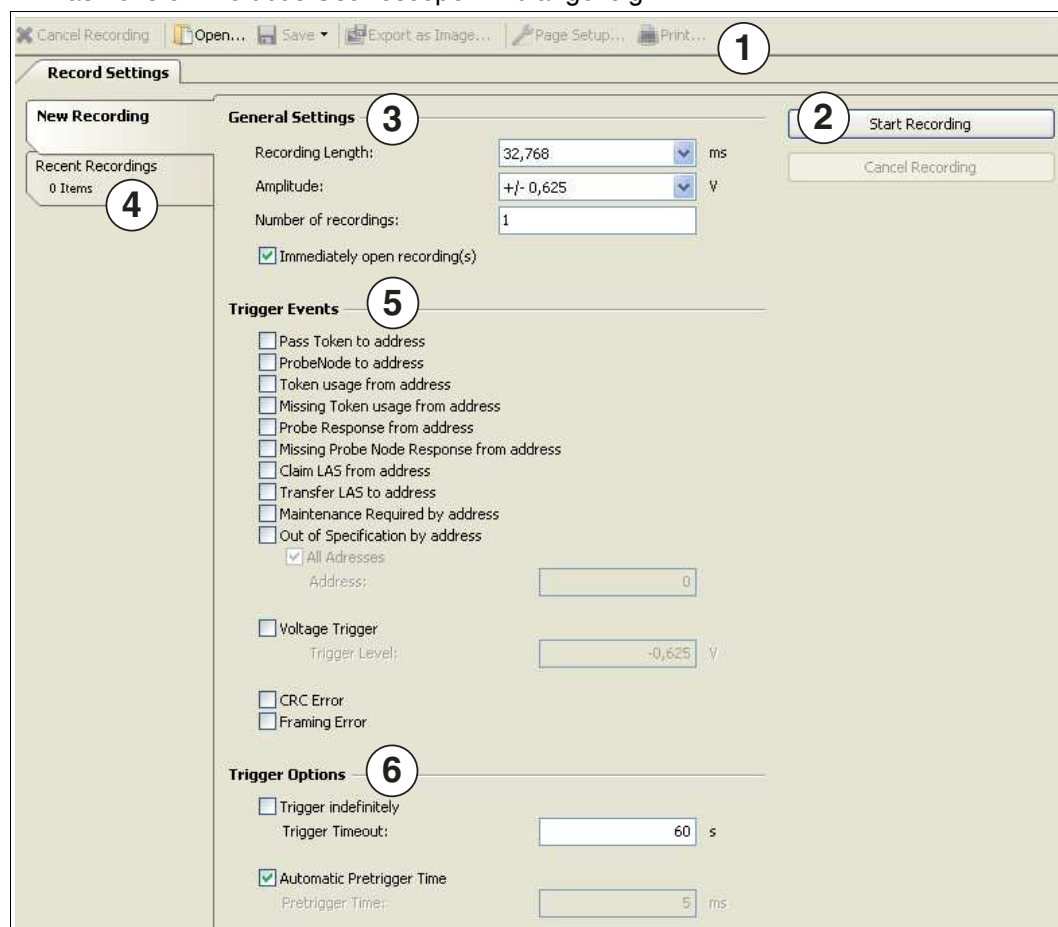 Cancel Recording Open... Save Export as Image... Page Setup... Print... 1
Record Settings
New Recording
Recent Recordings
0 Items
4
General Settings 3
Recording Length: 32,768 ms
Amplitude: +/- 0,625 V
Number of recordings: 1
Immediately open recording(s)
2 Start Recording
Cancel Recording
Trigger Events 5
Pass Token to address
ProbeNode to address
Token usage from address
Missing Token usage from address
Probe Response from address
Missing Probe Node Response from address
Claim LAS from address
Transfer LAS to address
Maintenance Required by address
Out of Specification by address
All Adresses
Address: 0
Voltage Trigger
Trigger Level: -0,625 V
CRC Error
Framing Error
Trigger Options 6
Trigger indefinitely
Trigger Timeout: 60 s
Automatic Pretrigger Time
Pretrigger Time: 5 ms